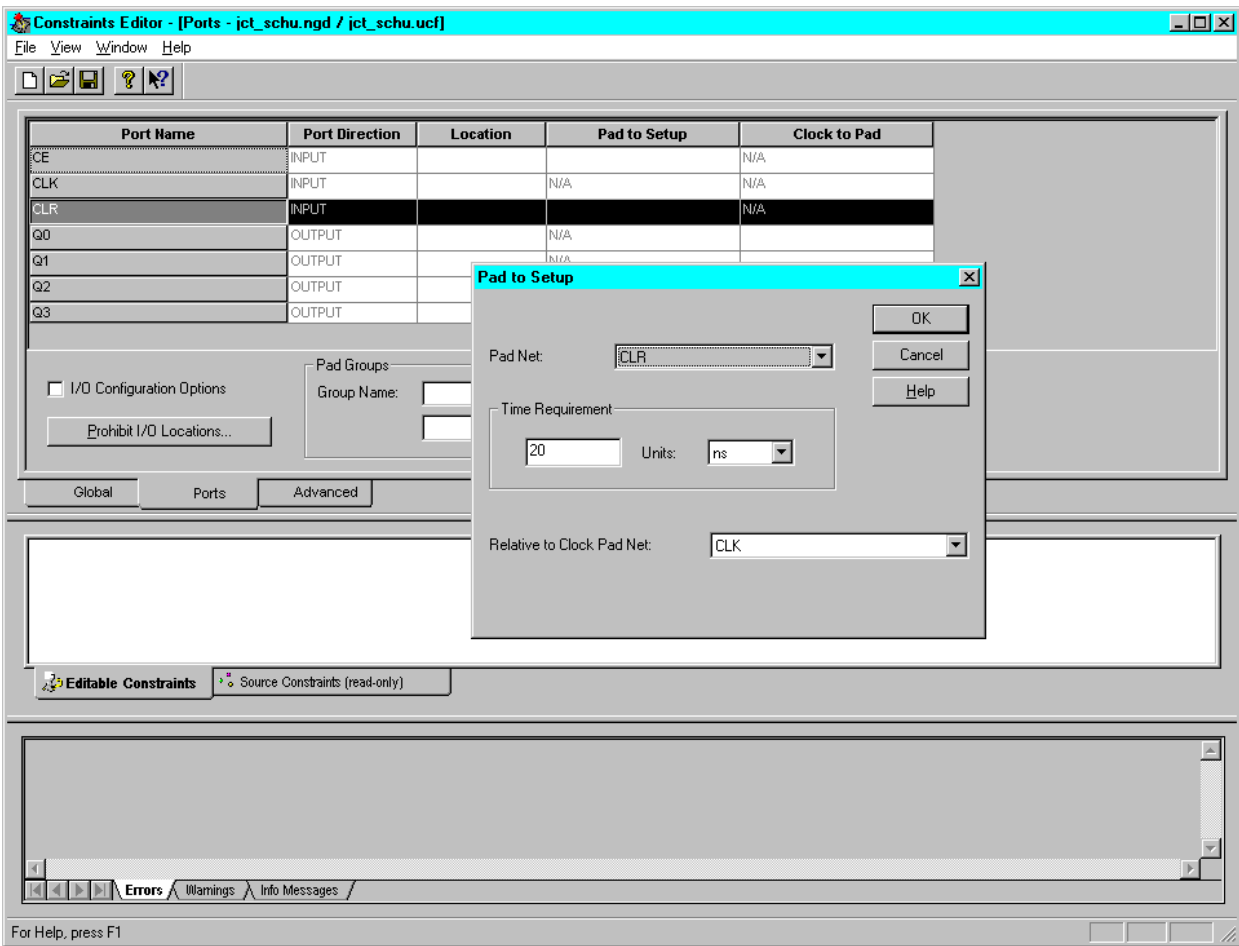 Constraints Editor - [Ports - jct_schu.ngd / jct_schu.ucf]
File View Window Help
Port Name Port Direction Location Pad to Setup Clock to Pad
CE INPUT N/A
CLK INPUT N/A N/A
CLR INPUT N/A
Q0 OUTPUT N/A
Q1 OUTPUT N/A
Q2 OUTPUT
Q3 OUTPUT
Pad to Setup
OK
Pad Net: CLR Cancel
Help
Time Requirement
20 Units: ns
Relative to Clock Pad Net: CLK
I/O Configuration Options
Prohibit I/O Locations...
Pad Groups
Group Name:
Global Ports Advanced
Editable Constraints Source Constraints (read-only)
Errors Warnings Info Messages
For Help, press F1